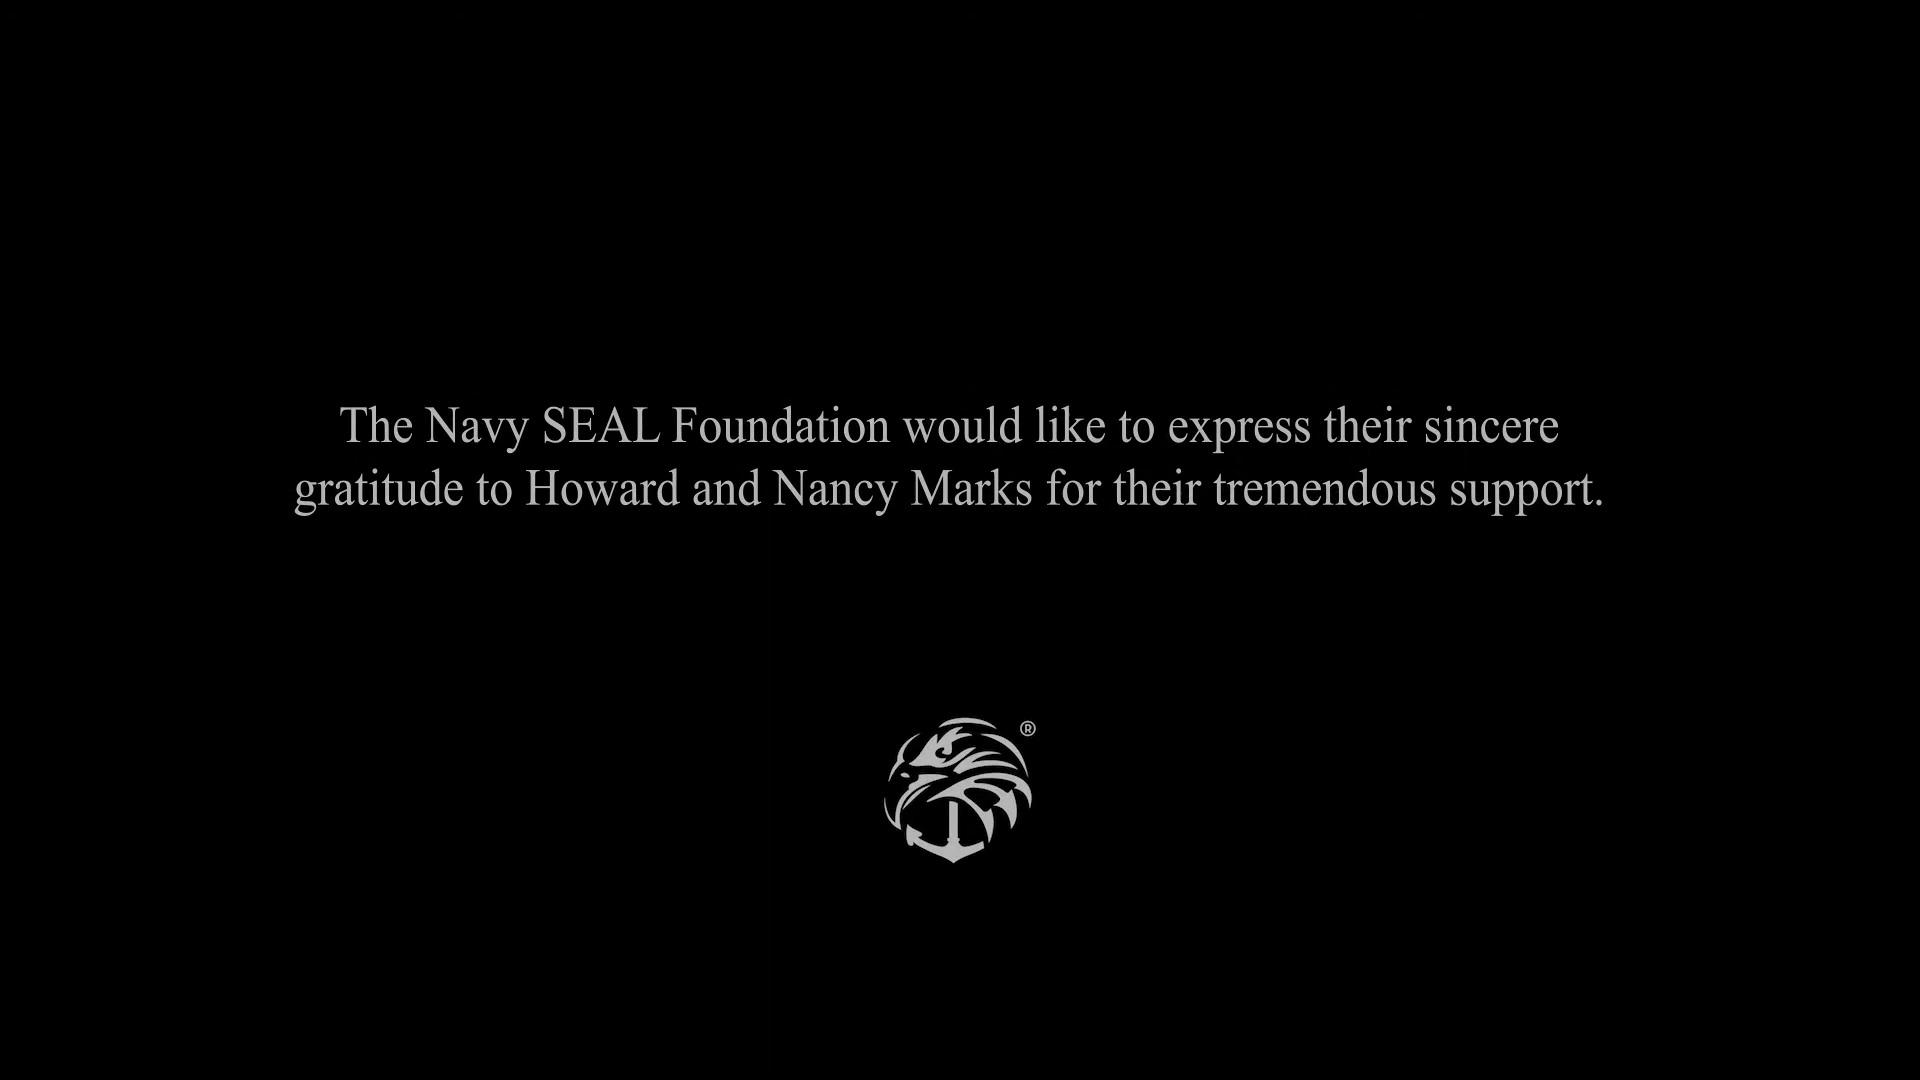 The Navy SEAL Foundation would like to express their sincere
gratitude to Howard and Nancy Marks for their tremendous support.
®